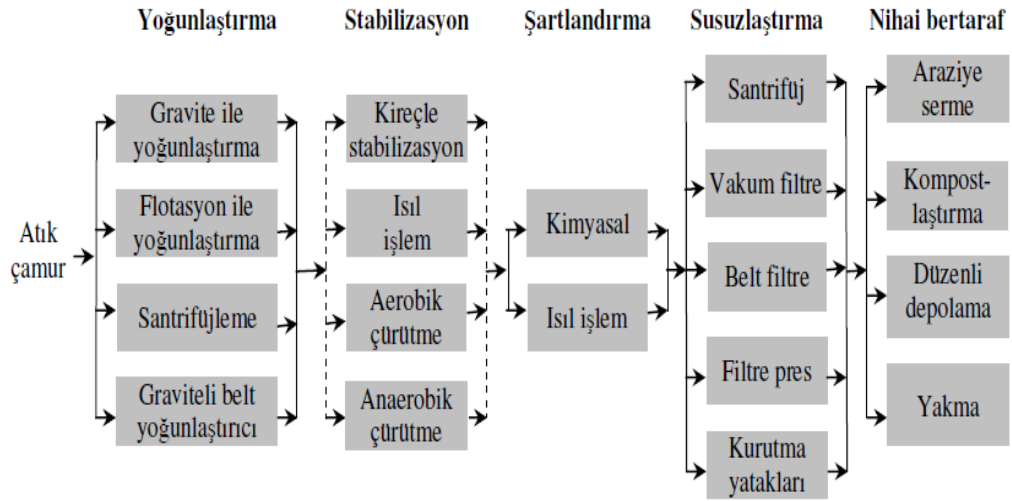 Yoğunlaştırma
Stabilizasyon
Şartlandırma
Susuzlaştırma
Nihai bertaraf
Atık
çamur
Gravite ile
yoğunlaştırma
Flotasyon ile
yoğunlaştırma
Santrifüjleme
Graviteli belt
yoğunlaştırıcı
Kireçle
stabilizasyon
Isıl
işlem
Aerobik
çürütme
Anaerobik
çürütme
Kimyasal
Isıl işlem
Santrifüj
Vakum filtre
Belt filtre
Filtre pres
Kurutma
yatakları
Araziye
serme
Kompost-
laştırma
Düzenli
depolama
Yakma